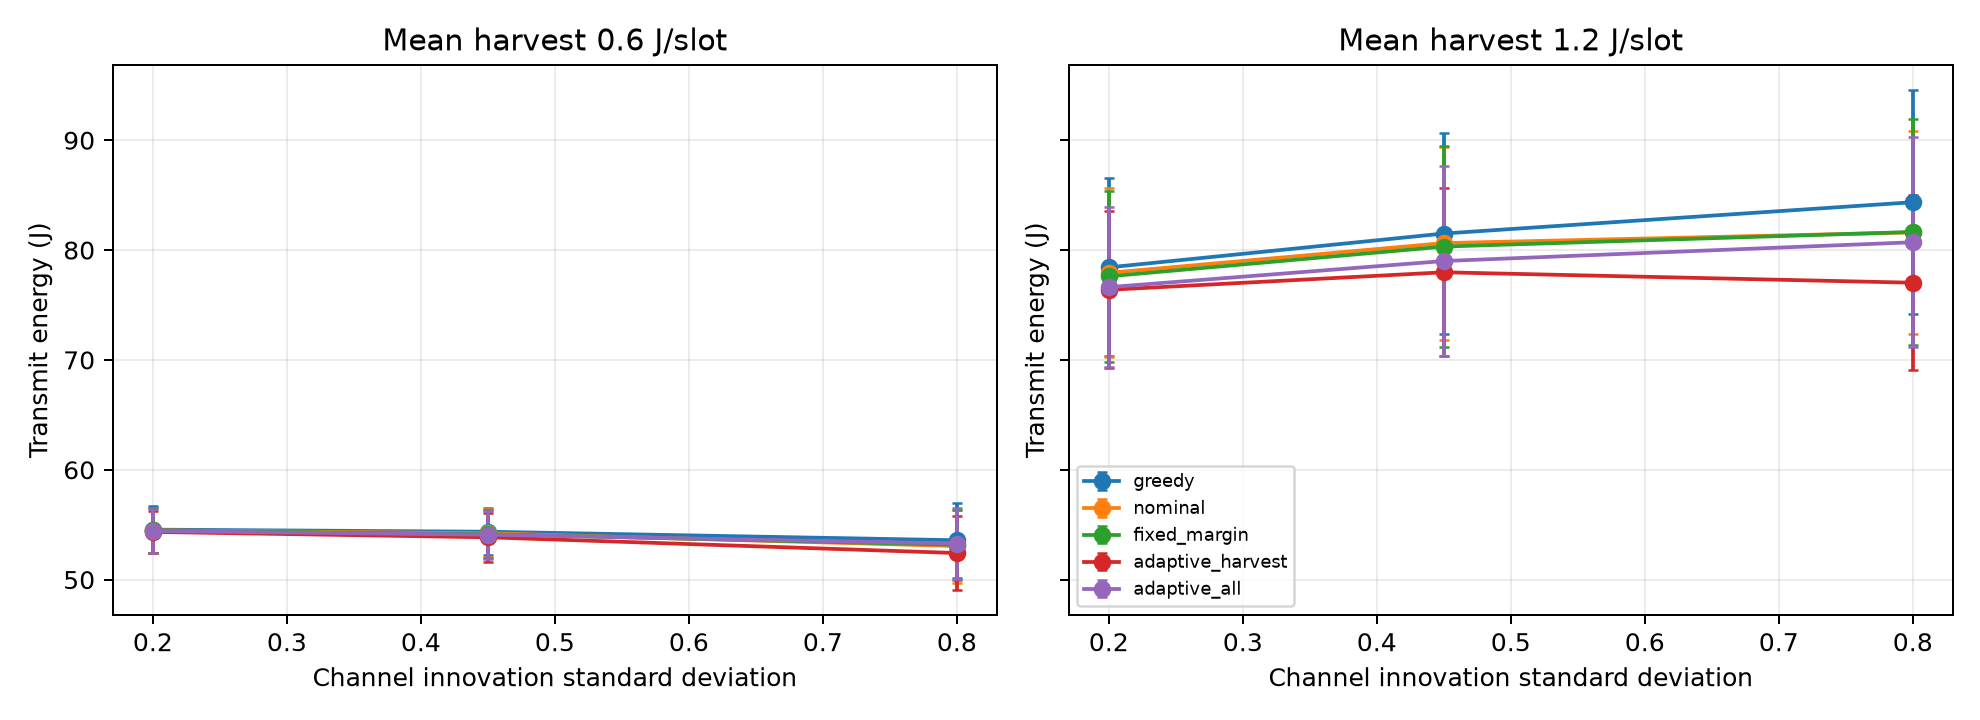 Mean harvest 0.6 J/slot
Transmit energy (J)
90
80
70
60
50
0.2
0.3
0.4
0.5
0.6
0.7
0.8
Channel innovation standard deviation
Mean harvest 1.2 J/slot
Transmit energy (J)
greedy
nominal
fixed_margin
adaptive_harvest
adaptive_all
0.2
0.3
0.4
0.5
0.6
0.7
0.8
Channel innovation standard deviation